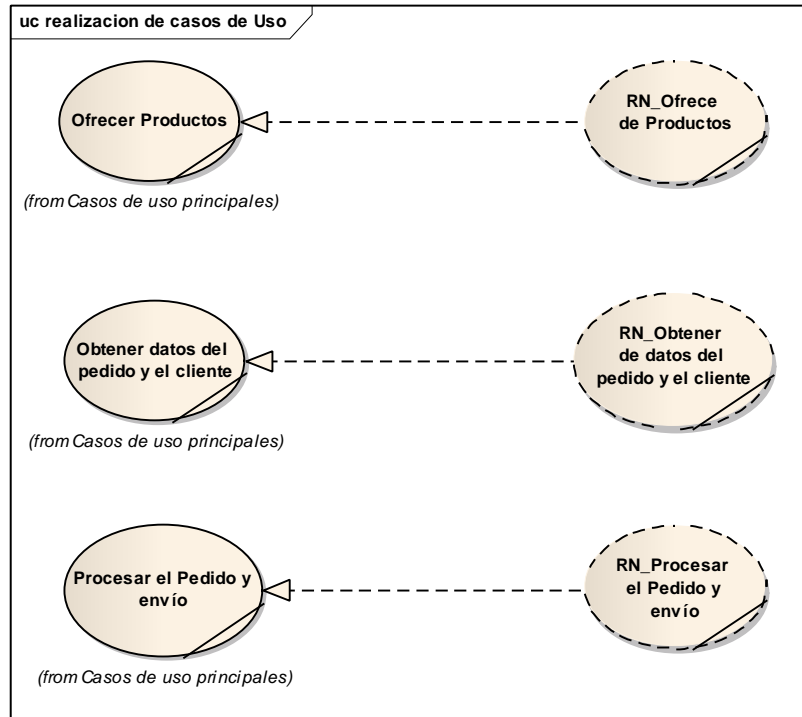 uc realizacion de casos de Uso
Ofrecer Productos
(from Casos de uso principales)
RN_Ofrece
de Productos
Obtener datos del
pedido y el cliente
(from Casos de uso principales)
RN_Obtener
de datos del
pedido y el cliente
Procesar el Pedido y
envío
(from Casos de uso principales)
RN_Procesar
el Pedido y
envío